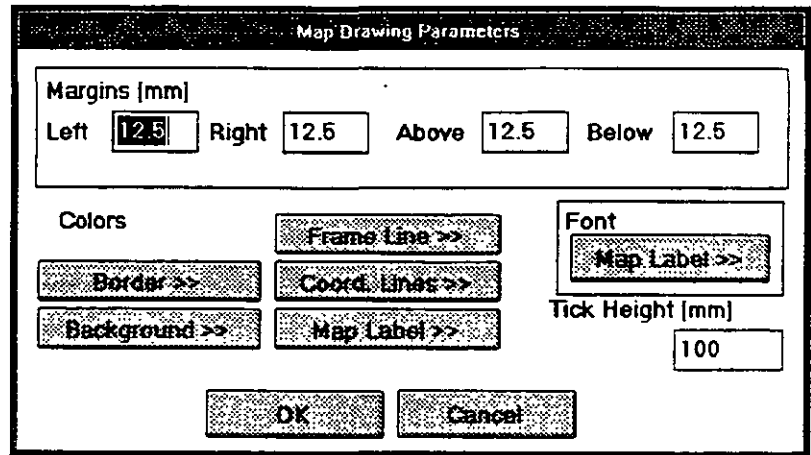 Map Drawing Parameters
Margins [mm]
Left 12.5 Right 12.5 Above 12.5 Below 12.5
Colors
Frame Line >>
Border >>
Coord. Lines >>
Background >>
Map Label >>
Font
Map Label >>
Tick Height [mm]
100
OK
Cancel